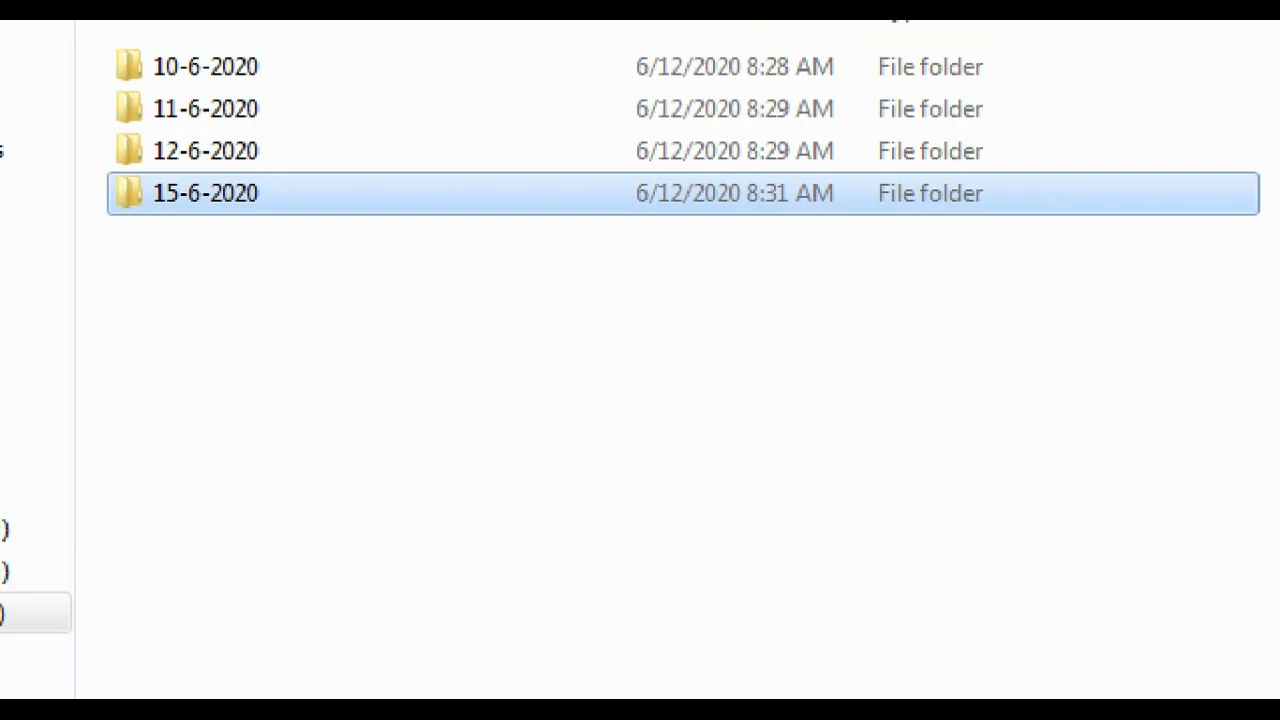 10-6-2020 6/12/2020 8:28 AM File folder
11-6-2020 6/12/2020 8:29 AM File folder
12-6-2020 6/12/2020 8:29 AM File folder
15-6-2020 6/12/2020 8:31 AM File folder
s
)
)
)